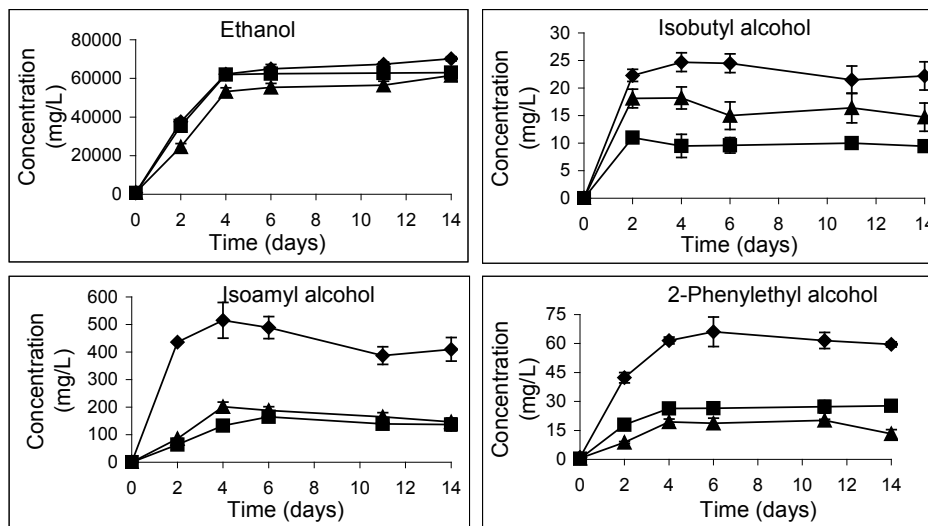 Ethanol
Concentration
(mg/L)
80000
60000
40000
20000
0
0 2 4 6 8 10 12 14
Time (days)
Isobutyl alcohol
Concentration
(mg/L)
30
25
20
15
10
5
0
0 2 4 6 8 10 12 14
Time (days)
Isoamyl alcohol
Concentration
(mg/L)
600
500
400
300
200
100
0
0 2 4 6 8 10 12 14
Time (days)
2-Phenylethyl alcohol
Concentration
(mg/L)
75
60
45
30
15
0
0 2 4 6 8 10 12 14
Time (days)